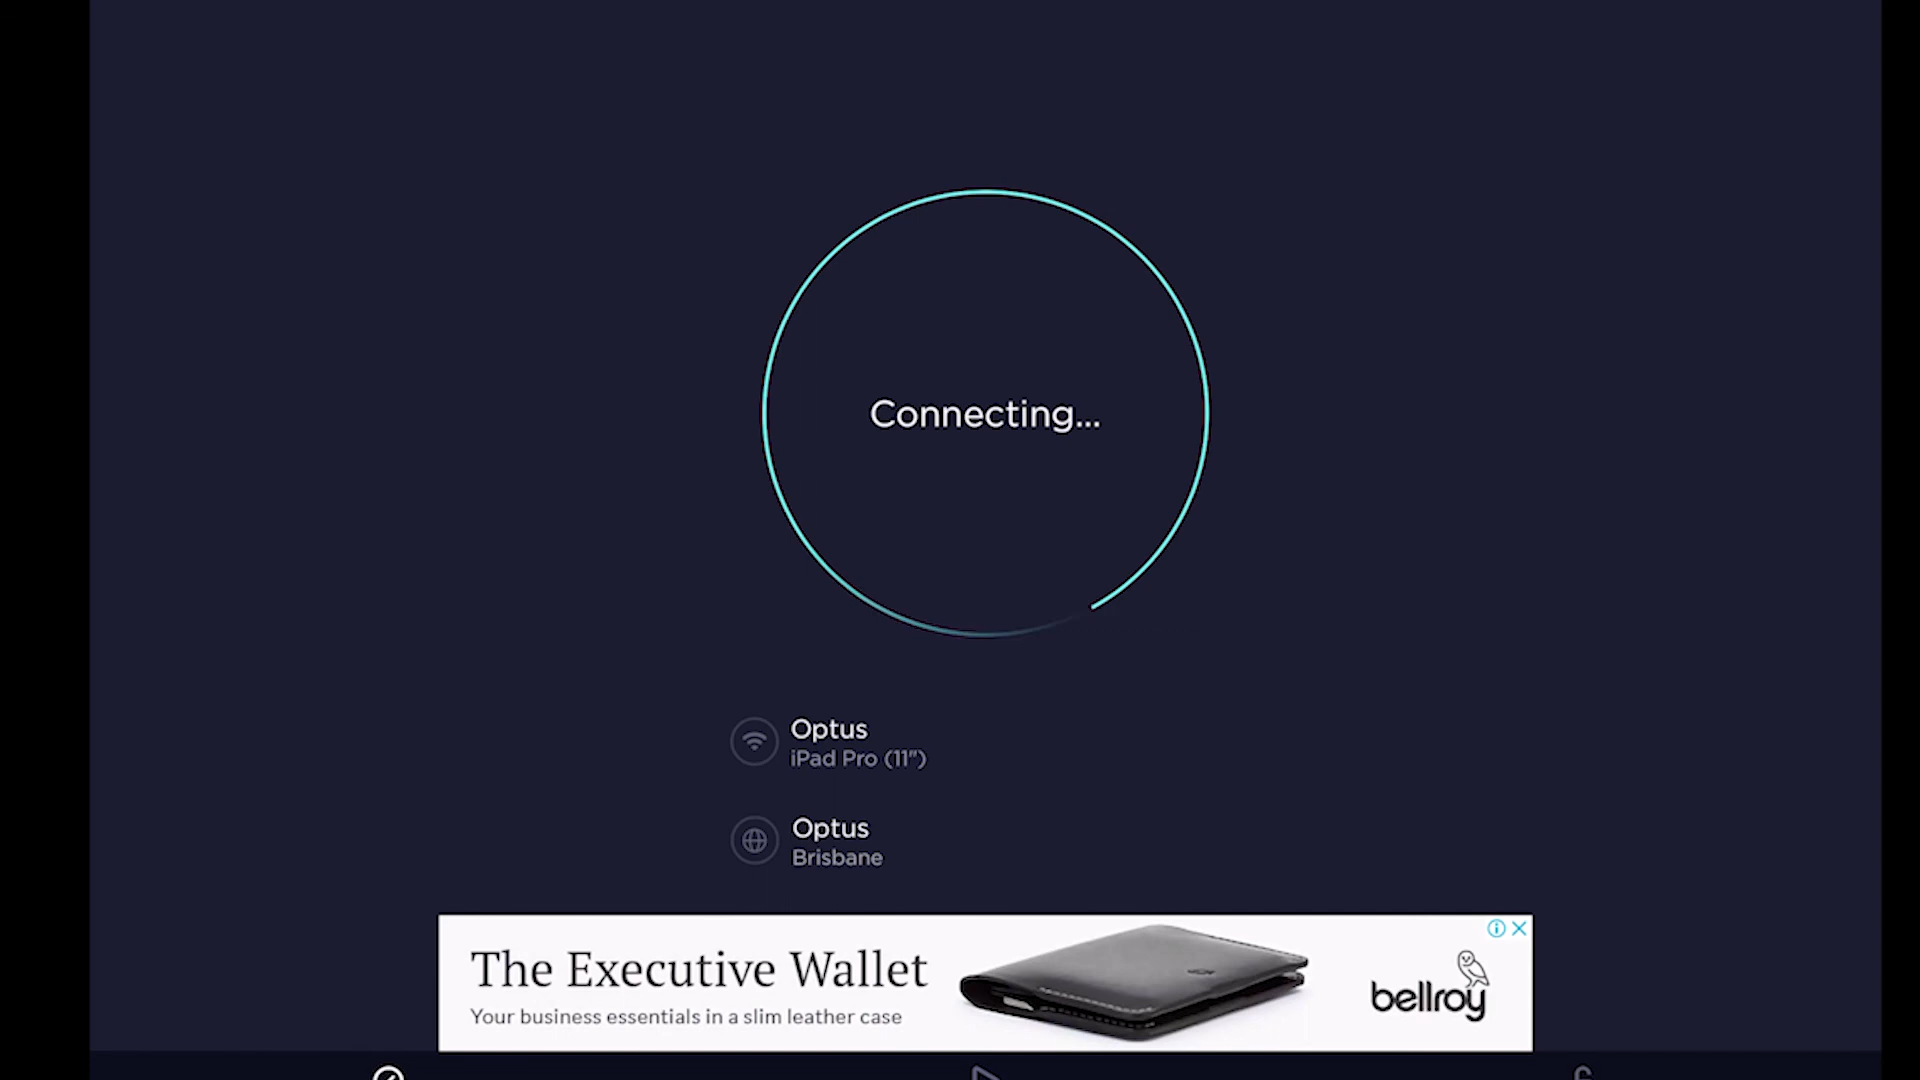 Connecting...
Optus
iPad Pro (11")
Optus
Brisbane
The Executive Wallet
Your business essentials in a slim leather case
bellroy